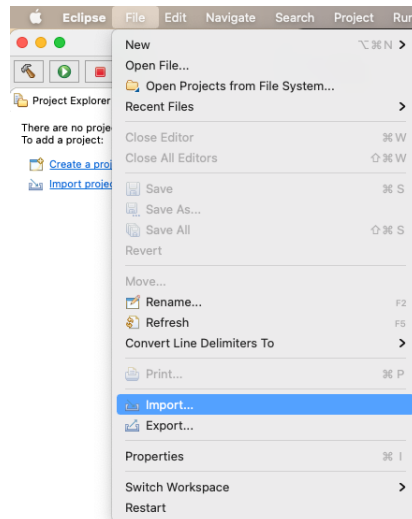 Eclipse File Edit Navigate Search Project Run
New ⌥⌘N >
Open File...
Open Projects from File System...
Recent Files >
Close Editor ⌘W
Close All Editors ⇧⌘W
Save ⌘S
Save As...
Save All ⇧⌘S
Revert
Move...
Rename... F2
Refresh F5
Convert Line Delimiters To >
Print... ⌘P
Import...
Export...
Properties ⌘I
Switch Workspace >
Restart
Project Explorer
There are no proje
To add a project:
Create a proj
Import projec